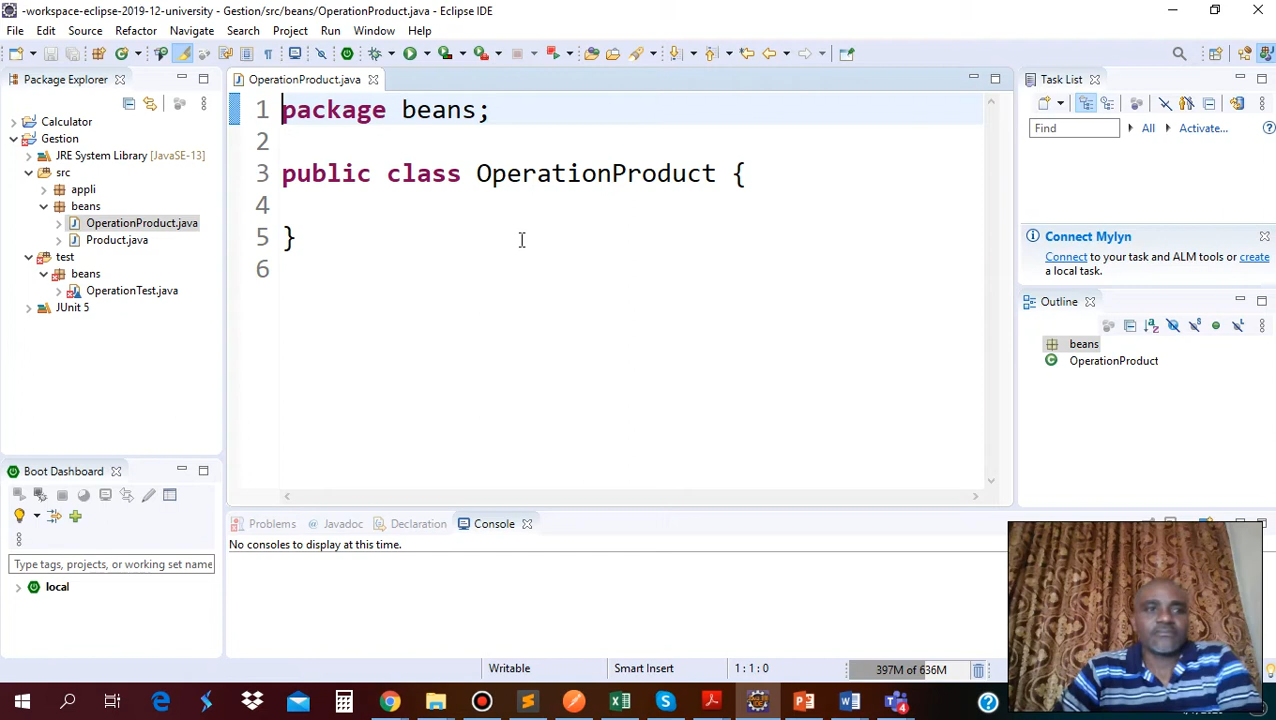 -workspace-eclipse-2019-12-university - Gestion/src/beans/OperationProduct.java - Eclipse IDE
File Edit Source Refactor Navigate Search Project Run Window Help
Package Explorer
OperationProduct.java
Task List
Calculator
Gestion
JRE System Library [JavaSE-13]
src
appli
beans
OperationProduct.java
Product.java
test
beans
OperationTest.java
JUnit 5
1 package beans;
2
3 public class OperationProduct {
4
5 }
6
Find All Activate...
Connect Mylyn
Connect to your task and ALM tools or create
a local task.
Outline
beans
OperationProduct
Boot Dashboard
Type tags, projects, or working set name
local
Problems Javadoc Declaration Console
No consoles to display at this time.
Writable Smart Insert 1 : 1 : 0 397M of 636M